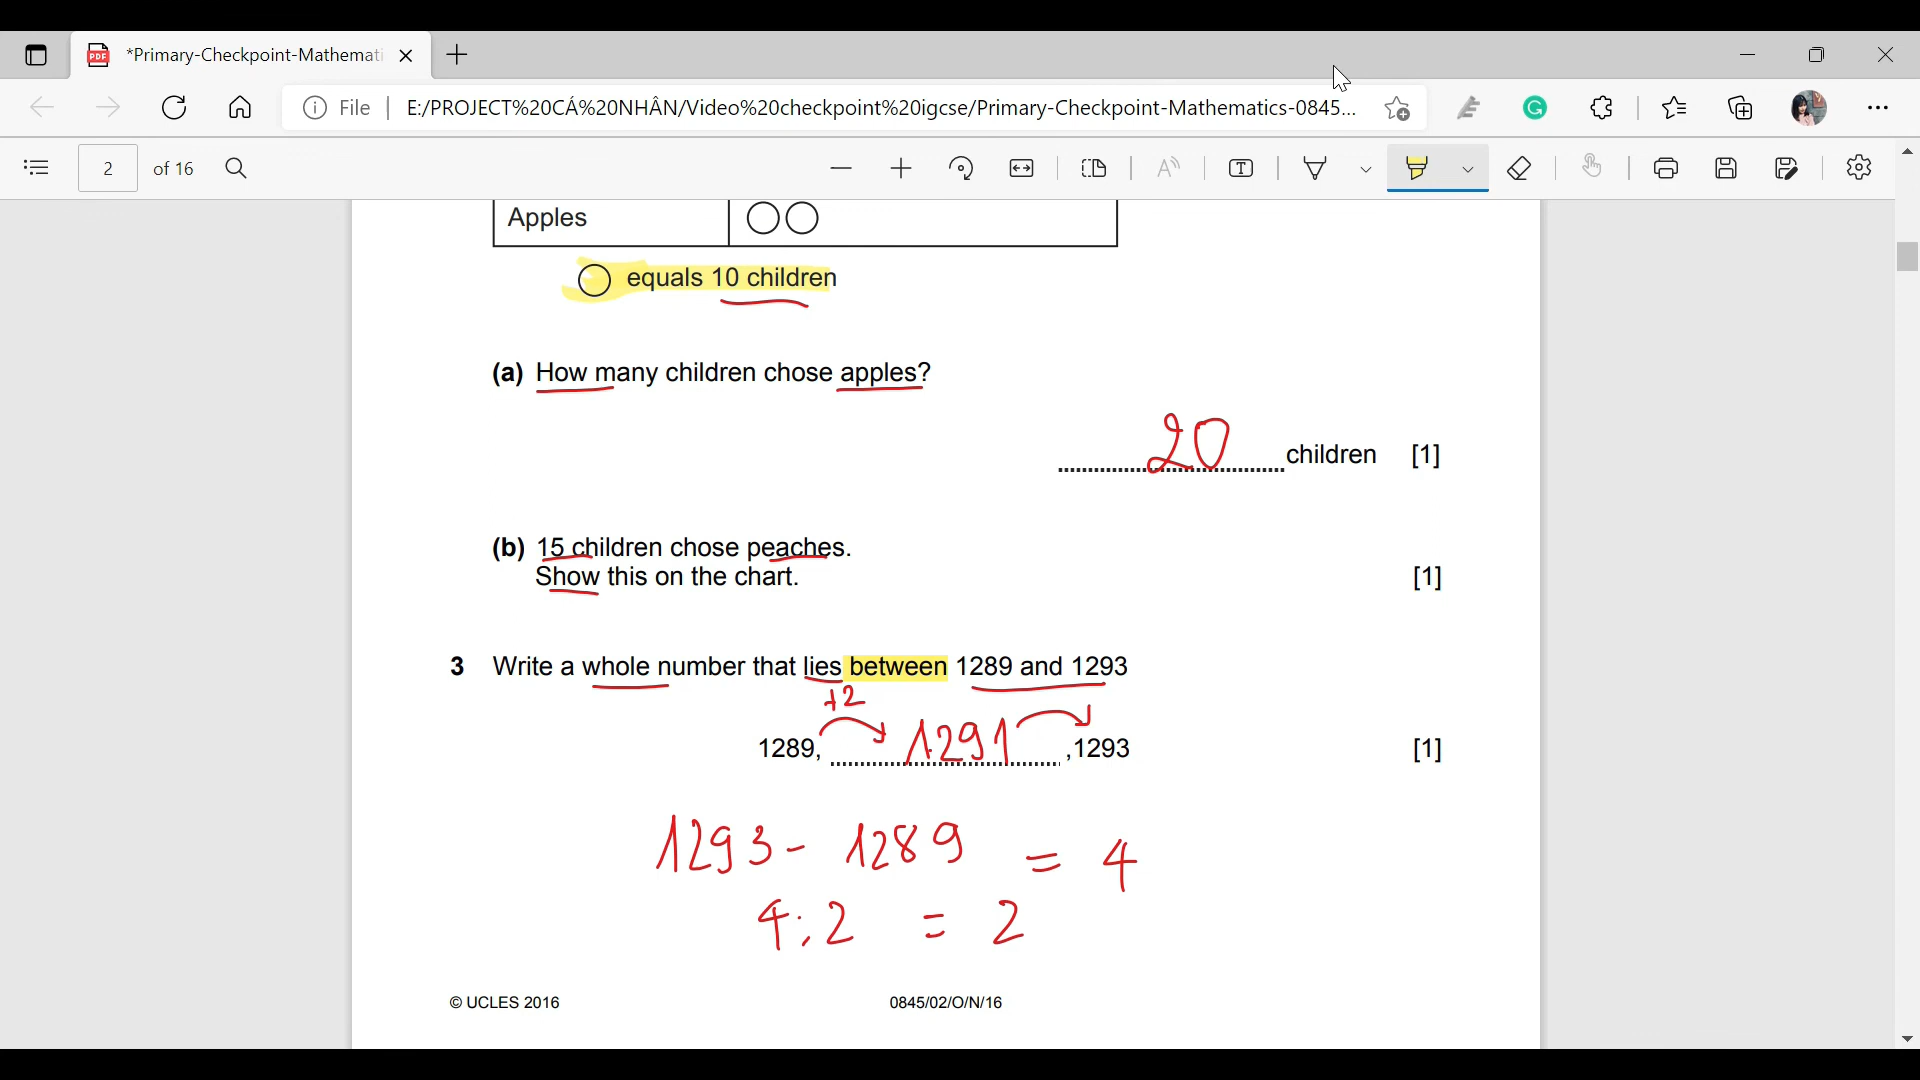 *Primary-Checkpoint-Mathemati
File
E:/PROJECT%20CÁ%20NHÂN/Video%20checkpoint%20igcse/Primary-Checkpoint-Mathematics-0845...
2 of 16
Apples
equals 10 children
(a) How many children chose apples?
20 children [1]
(b) 15 children chose peaches.
Show this on the chart. [1]
3 Write a whole number that lies between 1289 and 1293
+2
1289, 1291 ,1293 [1]
1293 - 1289 = 4
4 : 2 = 2
© UCLES 2016 0845/02/O/N/16